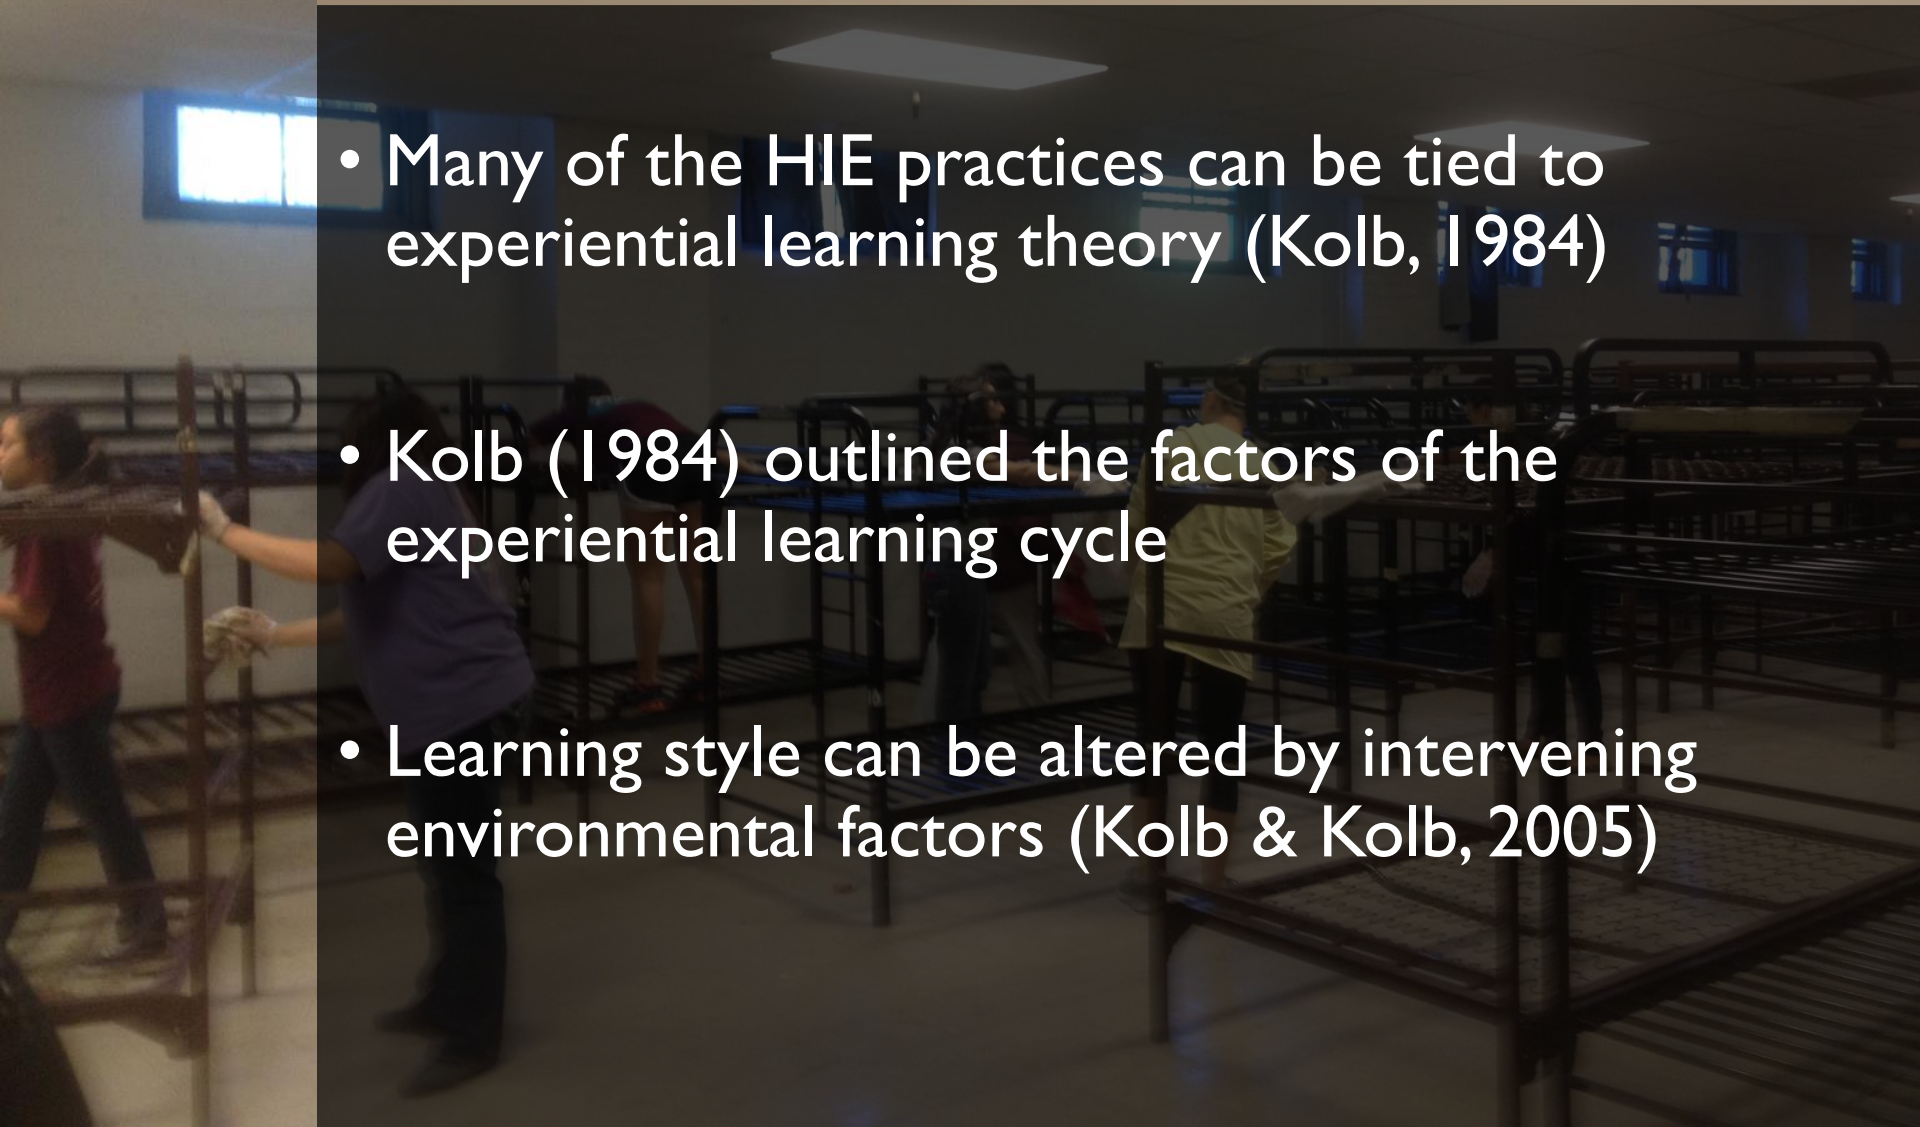 • Many of the HIE practices can be tied to
experiential learning theory (Kolb, 1984)
• Kolb (1984) outlined the factors of the
experiential learning cycle
• Learning style can be altered by intervening
environmental factors (Kolb & Kolb, 2005)